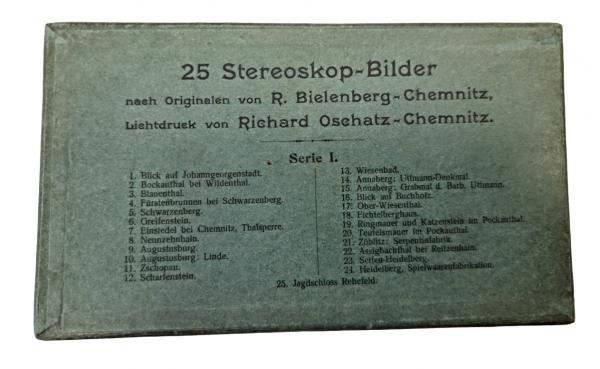 25 Stereoskop-Bilder
nach Originalen von R. Bielenberg-Chemnitz,
Lichtdruck von Richard Oschatz-Chemnitz.
Serie I.
1. Blick auf Johanngeorgenstadt.
2. Bockauthal bei Wildenthal.
3. Blauenthal.
4. Fürstenbrunnen bei Schwarzenberg.
5. Schwarzenberg.
6. Greifenstein.
7. Einsiedel bei Chemnitz, Thalsperre.
8. Nennzehnhain.
9. Augustusburg.
10. Augustusburg: Linde.
11. Zschopau.
12. Scharfenstein.
13. Wiesenbad.
14. Annaberg: Uttmann-Denkmal.
15. Annaberg: Grabmal d. Barb. Uttmann.
16. Blick auf Buchholz.
17. Ober-Wiesenthal.
18. Fichtelberghaus.
19. Ringmauer und Katzenstein im Pockauthal.
20. Teufelsmauer im Pockauthal.
21. Zöblitz: Serpentinfabrik.
22. Assigbachthal bei Reitzenhain.
23. Seifen-Heidelberg.
24. Heidelberg, Spielwaarenfabrikation.
25. Jagdschloss Rehefeld.